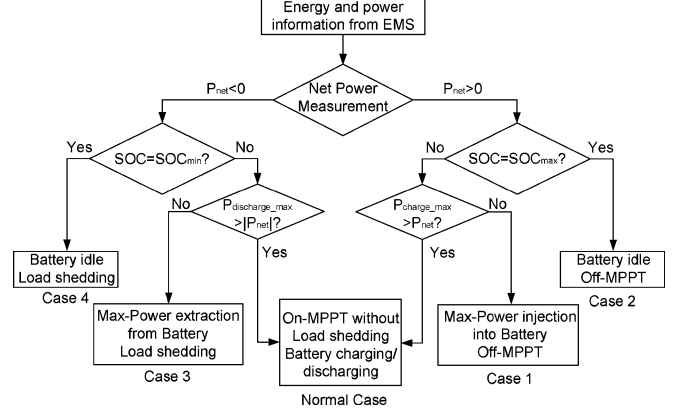 Energy and power
information from EMS
Pnet<0
Net Power
Measurement
Pnet>0
Yes
SOC=SOCmin?
No
No
SOC=SOCmax?
Yes
No
Pdischarge_max
>|Pnet|?
Yes
Pcharge_max
>Pnet?
No
Yes
Battery idle
Load shedding
Case 4
Battery idle
Off-MPPT
Case 2
Max-Power extraction
from Battery
Load shedding
Case 3
On-MPPT without
Load shedding
Battery charging/
discharging
Normal Case
Max-Power injection
into Battery
Off-MPPT
Case 1